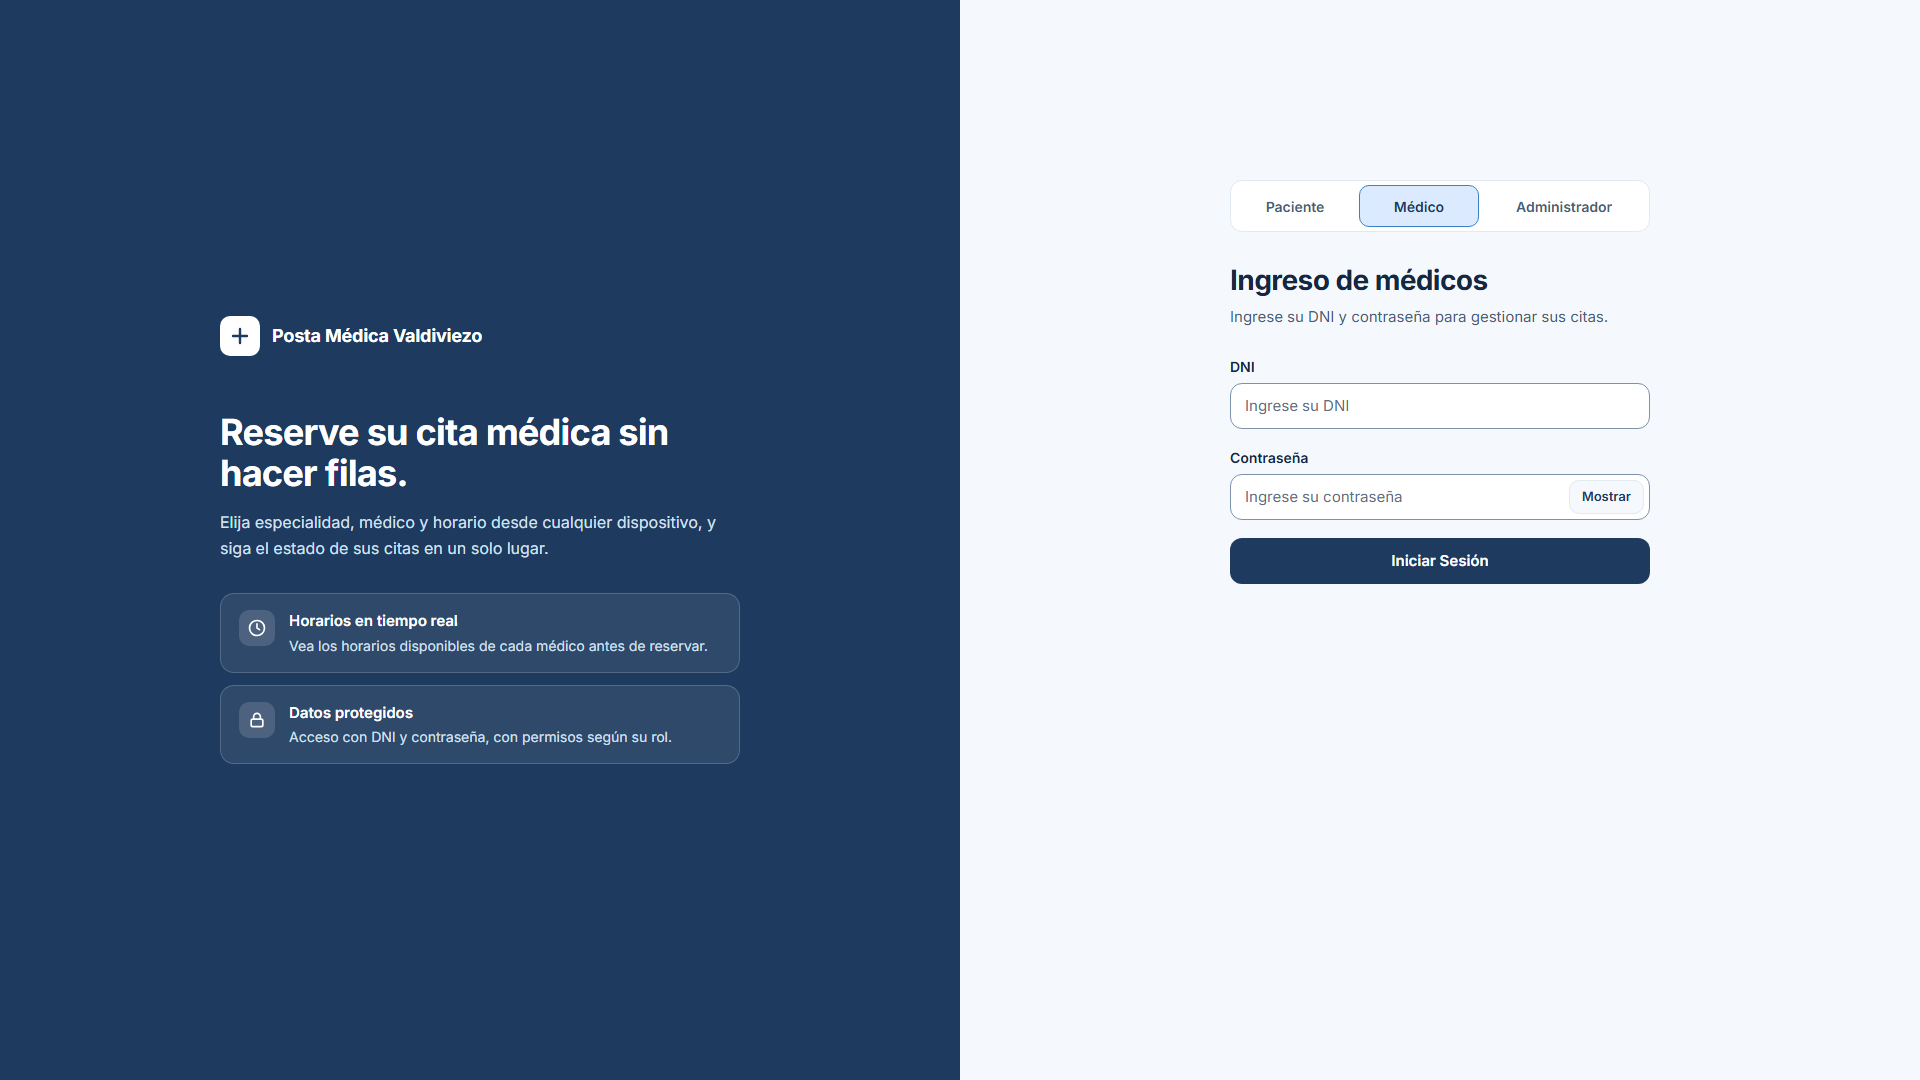 Posta Médica Valdiviezo
Reserve su cita médica sin
hacer filas.
Elija especialidad, médico y horario desde cualquier dispositivo, y
siga el estado de sus citas en un solo lugar.
Horarios en tiempo real
Vea los horarios disponibles de cada médico antes de reservar.
Datos protegidos
Acceso con DNI y contraseña, con permisos según su rol.
Paciente Médico Administrador
Ingreso de médicos
Ingrese su DNI y contraseña para gestionar sus citas.
DNI
Ingrese su DNI
Contraseña
Ingrese su contraseña Mostrar
Iniciar Sesión